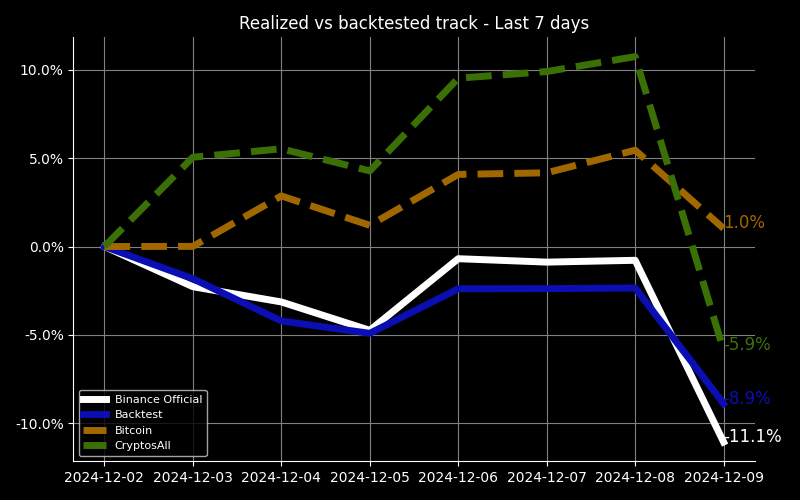 Realized vs backtested track - Last 7 days
10.0%
5.0%
0.0%
-5.0%
-10.0%
1.0%
-5.9%
-8.9%
-11.1%
Binance Official
Backtest
Bitcoin
CryptosAll
2024-12-02 2024-12-03 2024-12-04 2024-12-05 2024-12-06 2024-12-07 2024-12-08 2024-12-09